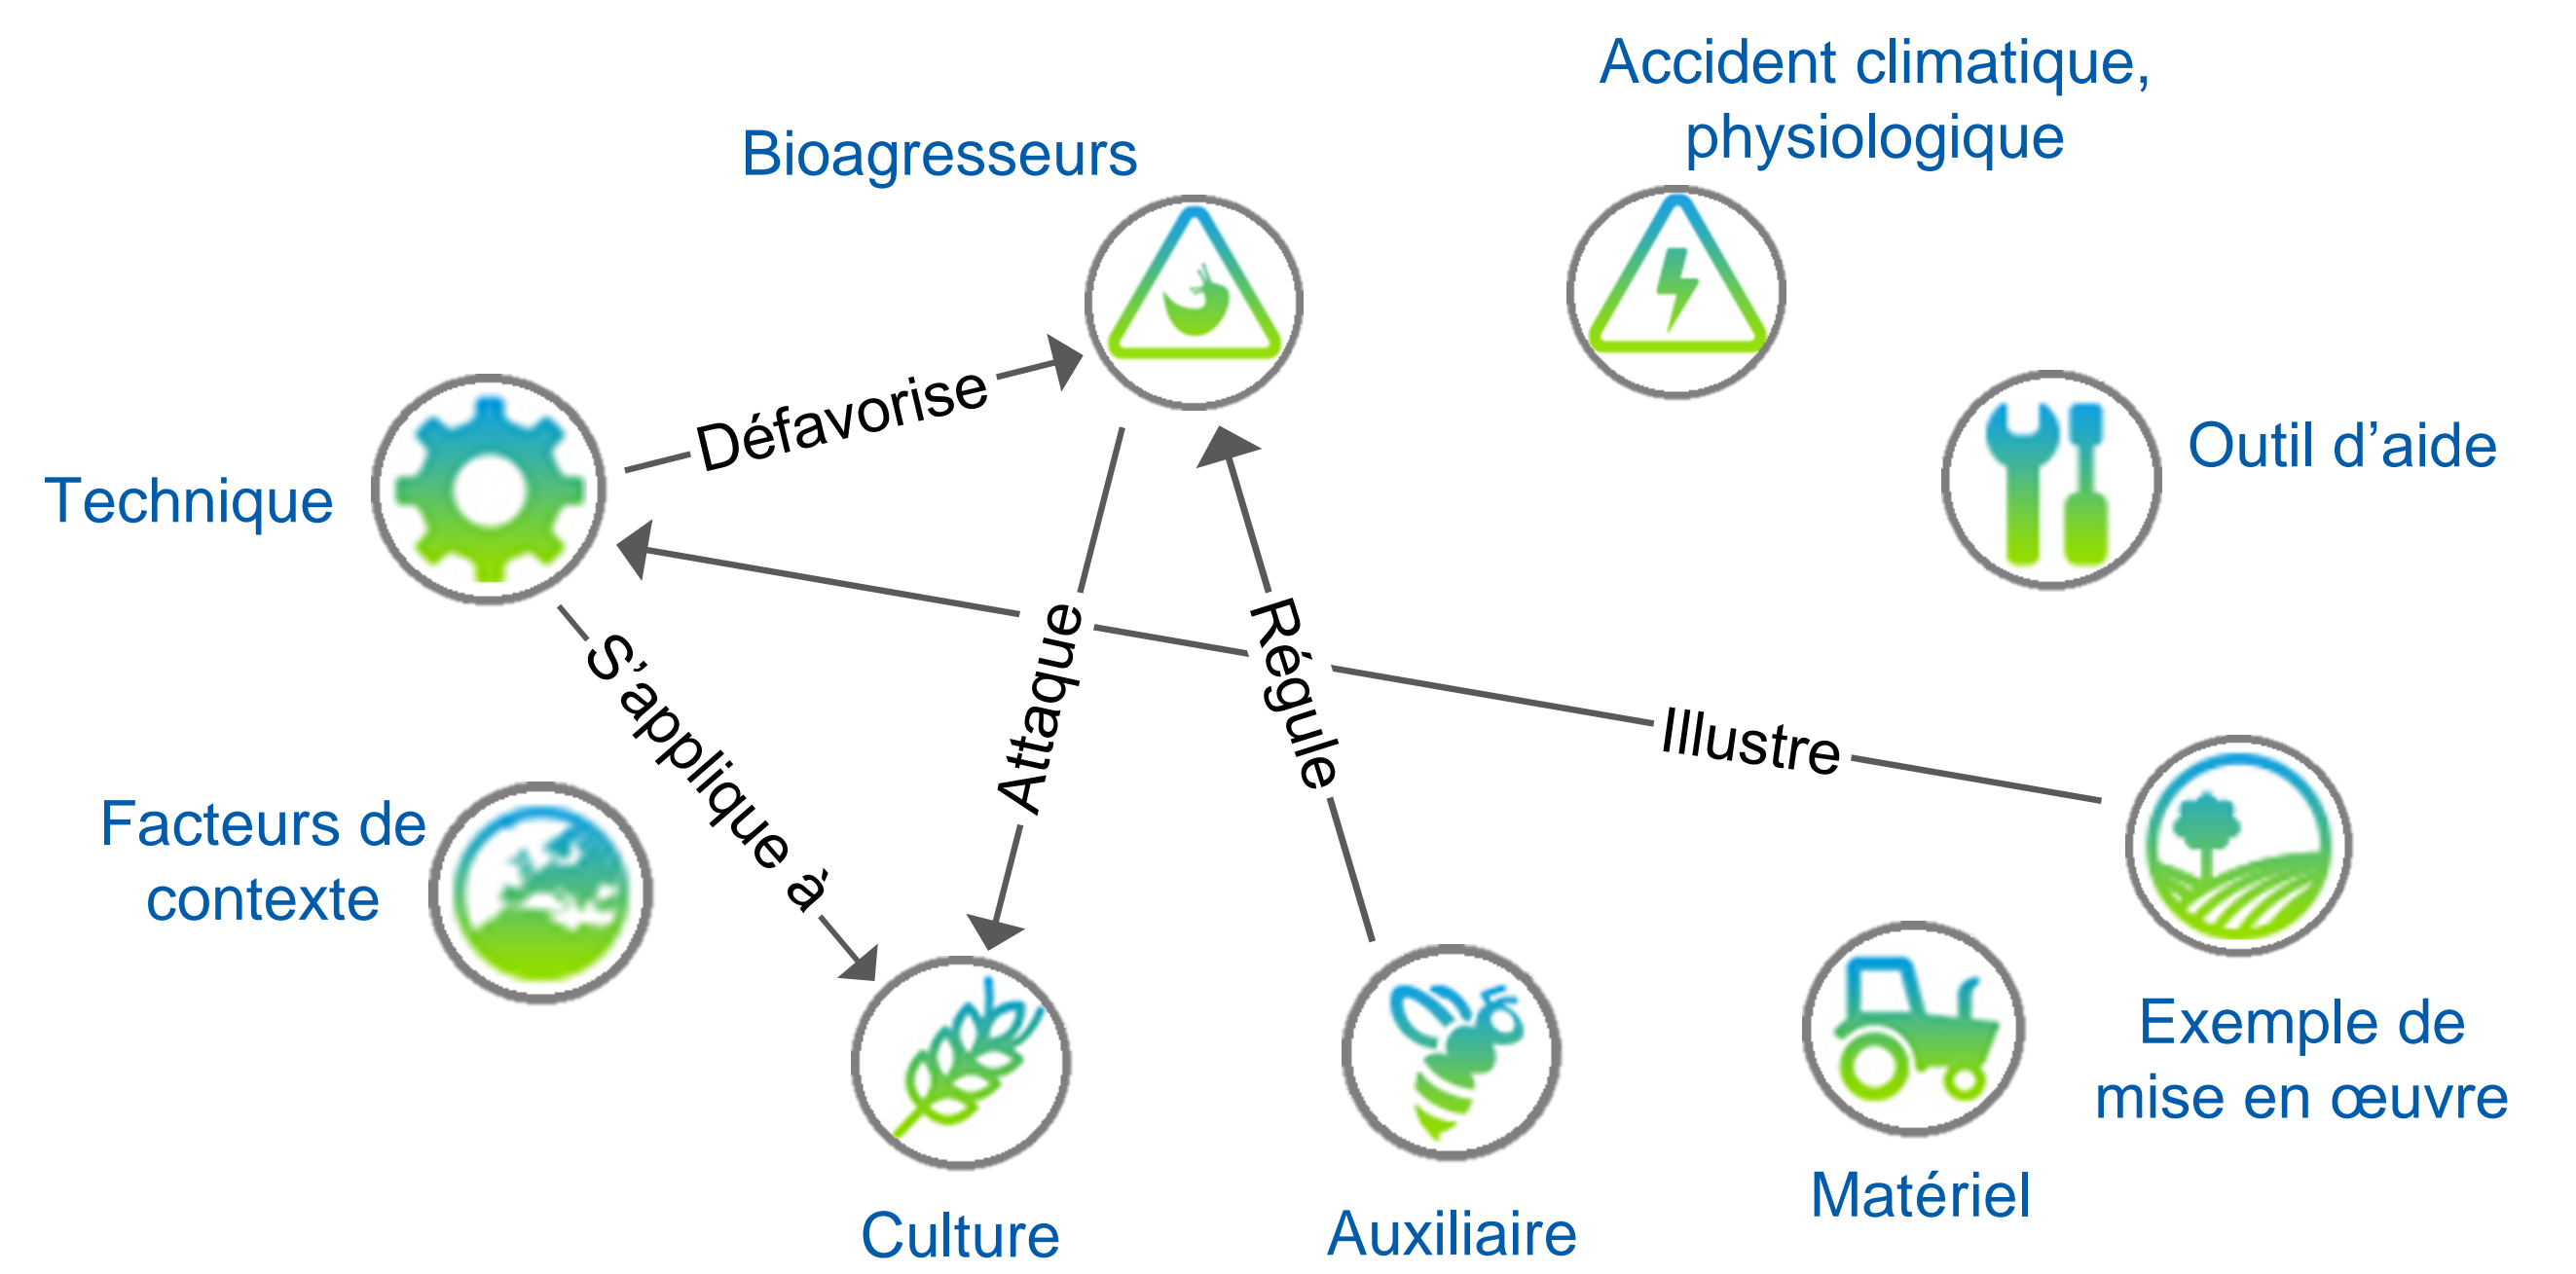 Accident climatique,
physiologique
Bioagresseurs
Outil d’aide
Défavorise
Technique
Attaque
Régule
S’applique à
Illustre
Facteurs de
contexte
Exemple de
mise en œuvre
Matériel
Culture
Auxiliaire